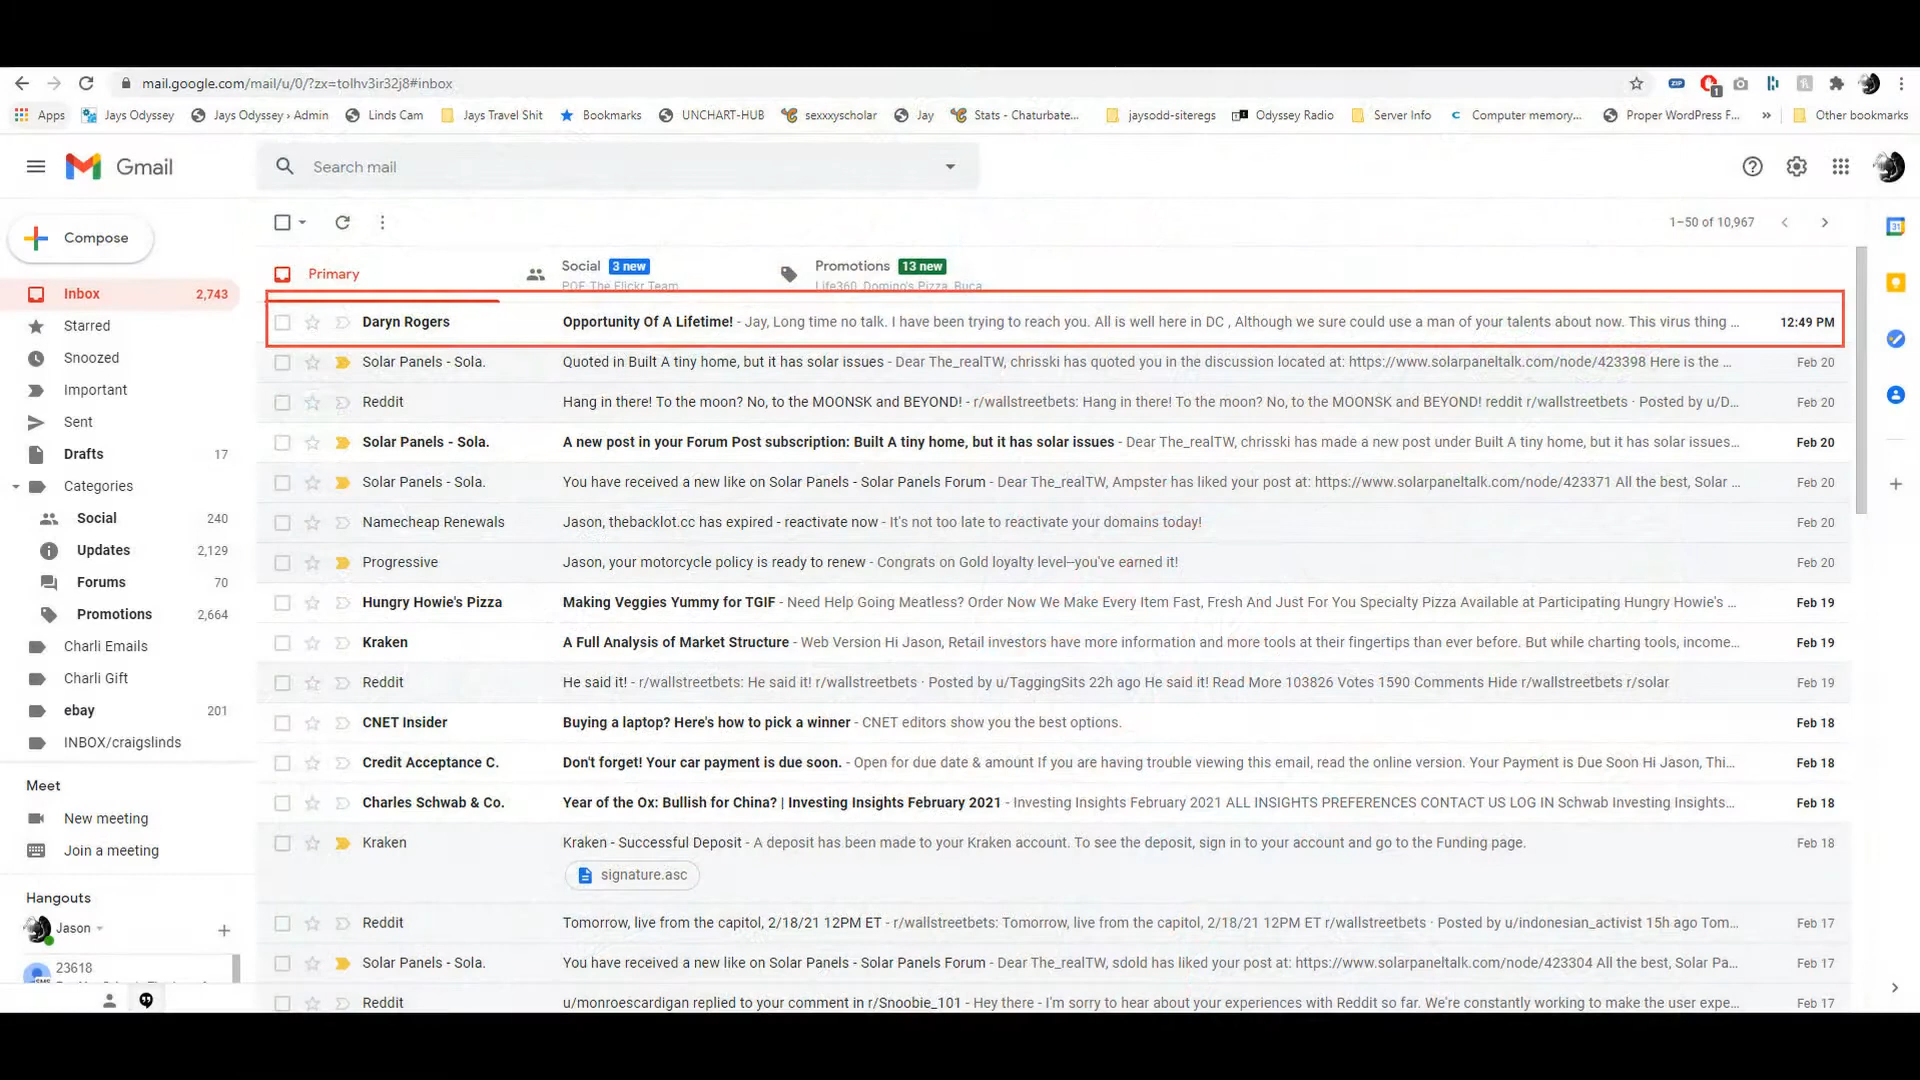 mail.google.com/mail/u/0/?zx=tolhv3ir32j8#inbox
Apps Jays Odyssey Jays Odyssey › Admin Linds Cam Jays Travel Shit Bookmarks UNCHART-HUB sexxxyscholar Jay Stats - Chaturbate... jaysodd-siteregs Odyssey Radio Server Info Computer memory... Proper WordPress F... » Other bookmarks
Gmail Search mail
Compose
1–50 of 10,967
Primary
Social 3 new
POF, The Flickr Team
Promotions 13 new
Life360, Domino's Pizza, Buca
Inbox 2,743
Starred
Snoozed
Important
Sent
Drafts 17
Categories
Social 240
Updates 2,129
Forums 70
Promotions 2,664
Charli Emails
Charli Gift
ebay 201
INBOX/craigslinds
Meet
New meeting
Join a meeting
Hangouts
Jason
23618
Daryn Rogers Opportunity Of A Lifetime! - Jay, Long time no talk. I have been trying to reach you. All is well here in DC , Although we sure could use a man of your talents about now. This virus thing ... 12:49 PM
Solar Panels - Sola. Quoted in Built A tiny home, but it has solar issues - Dear The_realTW, chrisski has quoted you in the discussion located at: https://www.solarpaneltalk.com/node/423398 Here is the ... Feb 20
Reddit Hang in there! To the moon? No, to the MOONSK and BEYOND! - r/wallstreetbets: Hang in there! To the moon? No, to the MOONSK and BEYOND! reddit r/wallstreetbets · Posted by u/D... Feb 20
Solar Panels - Sola. A new post in your Forum Post subscription: Built A tiny home, but it has solar issues - Dear The_realTW, chrisski has made a new post under Built A tiny home, but it has solar issues... Feb 20
Solar Panels - Sola. You have received a new like on Solar Panels - Solar Panels Forum - Dear The_realTW, Ampster has liked your post at: https://www.solarpaneltalk.com/node/423371 All the best, Solar ... Feb 20
Namecheap Renewals Jason, thebacklot.cc has expired - reactivate now - It's not too late to reactivate your domains today! Feb 20
Progressive Jason, your motorcycle policy is ready to renew - Congrats on Gold loyalty level–you've earned it! Feb 20
Hungry Howie's Pizza Making Veggies Yummy for TGIF - Need Help Going Meatless? Order Now We Make Every Item Fast, Fresh And Just For You Specialty Pizza Available at Participating Hungry Howie's ... Feb 19
Kraken A Full Analysis of Market Structure - Web Version Hi Jason, Retail investors have more information and more tools at their fingertips than ever before. But while charting tools, income... Feb 19
Reddit He said it! - r/wallstreetbets: He said it! r/wallstreetbets · Posted by u/TaggingSits 22h ago He said it! Read More 103826 Votes 1590 Comments Hide r/wallstreetbets r/solar Feb 19
CNET Insider Buying a laptop? Here's how to pick a winner - CNET editors show you the best options. Feb 18
Credit Acceptance C. Don't forget! Your car payment is due soon. - Open for due date & amount If you are having trouble viewing this email, read the online version. Your Payment is Due Soon Hi Jason, Thi... Feb 18
Charles Schwab & Co. Year of the Ox: Bullish for China? | Investing Insights February 2021 - Investing Insights February 2021 ALL INSIGHTS PREFERENCES CONTACT US LOG IN Schwab Investing Insights... Feb 18
Kraken Kraken - Successful Deposit - A deposit has been made to your Kraken account. To see the deposit, sign in to your account and go to the Funding page. Feb 18
signature.asc
Reddit Tomorrow, live from the capitol, 2/18/21 12PM ET - r/wallstreetbets: Tomorrow, live from the capitol, 2/18/21 12PM ET r/wallstreetbets · Posted by u/indonesian_activist 15h ago Tom... Feb 17
Solar Panels - Sola. You have received a new like on Solar Panels - Solar Panels Forum - Dear The_realTW, sdold has liked your post at: https://www.solarpaneltalk.com/node/423304 All the best, Solar Pa... Feb 17
Reddit u/monroescardigan replied to your comment in r/Snoobie_101 - Hey there - I'm sorry to hear about your experiences with Reddit so far. We're constantly working to make the user expe... Feb 17